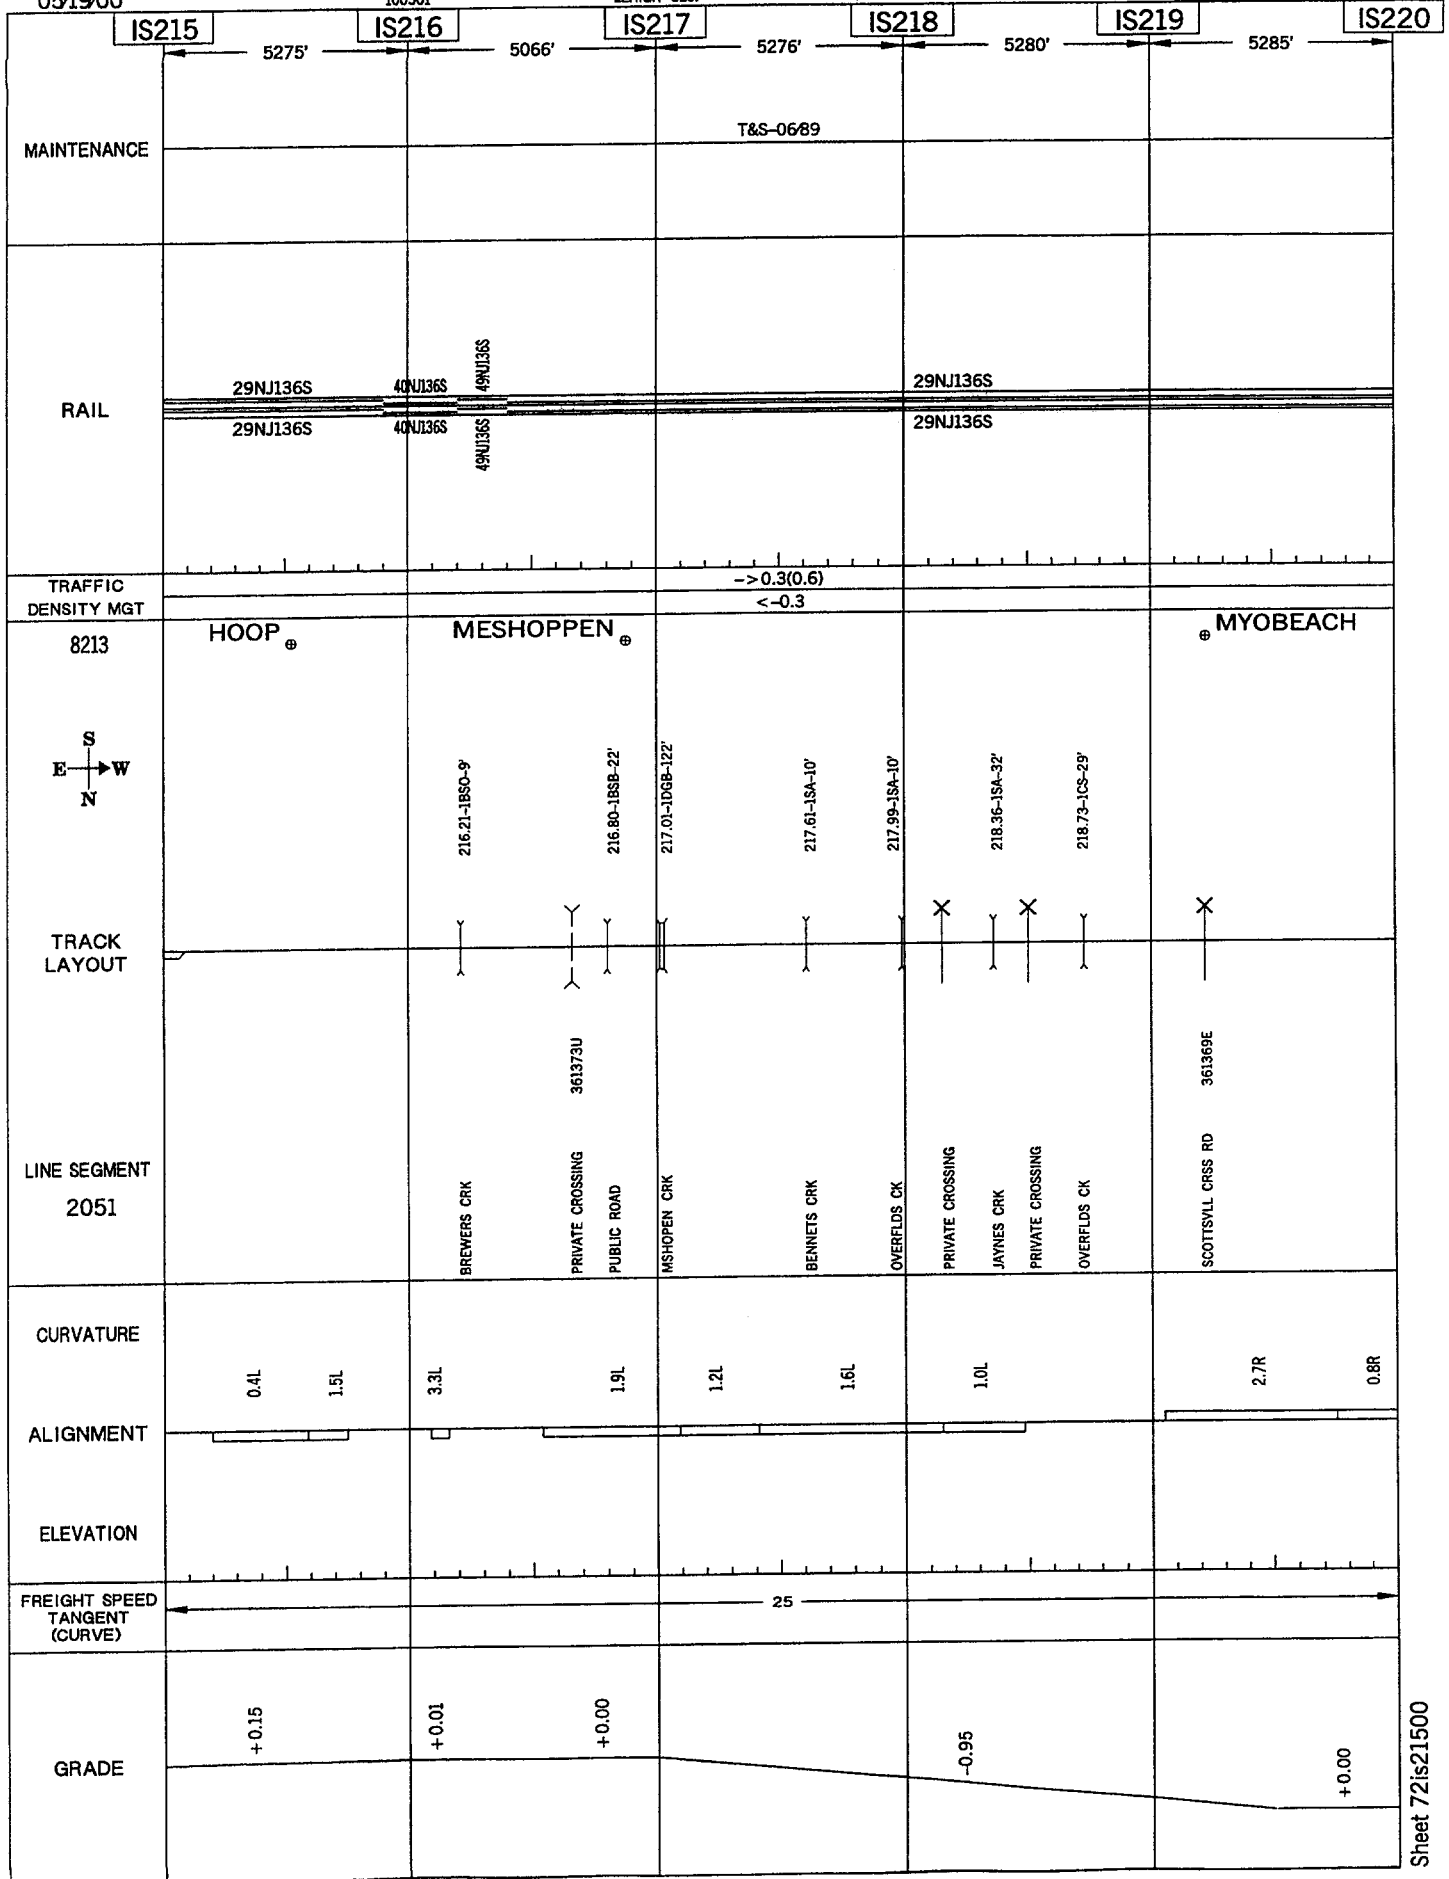 05/19/00
IS215 IS216 IS217 IS218 IS219 IS220
5275' 5066' 5276' 5280' 5285'
MAINTENANCE
T&S-06/89
RAIL
29NJ136S 40NJ136S 49NJ136S 29NJ136S
29NJ136S 40NJ136S 49NJ136S 29NJ136S
TRAFFIC
DENSITY MGT
->0.3(0.6)
<-0.3
8213
HOOP MESHOPPEN MYOBEACH
S
E W
N
216.21-1BSO-9'
216.80-1BSB-22'
217.01-1DGB-122'
217.61-1SA-10'
217.99-1SA-10'
218.36-1SA-32'
218.73-1CS-29'
TRACK
LAYOUT
361373U
361369E
LINE SEGMENT
2051
BREWERS CRK
PRIVATE CROSSING
PUBLIC ROAD
MSHOPEN CRK
BENNETS CRK
OVERFLDS CK
PRIVATE CROSSING
JAYNES CRK
PRIVATE CROSSING
OVERFLDS CK
SCOTTSVLL CRSS RD
CURVATURE
0.4L 1.5L 3.3L 1.9L 1.2L 1.6L 1.0L 2.7R 0.8R
ALIGNMENT
ELEVATION
FREIGHT SPEED
TANGENT
(CURVE)
25
GRADE
+0.15 +0.01 +0.00 -0.95 +0.00
Sheet 72is21500